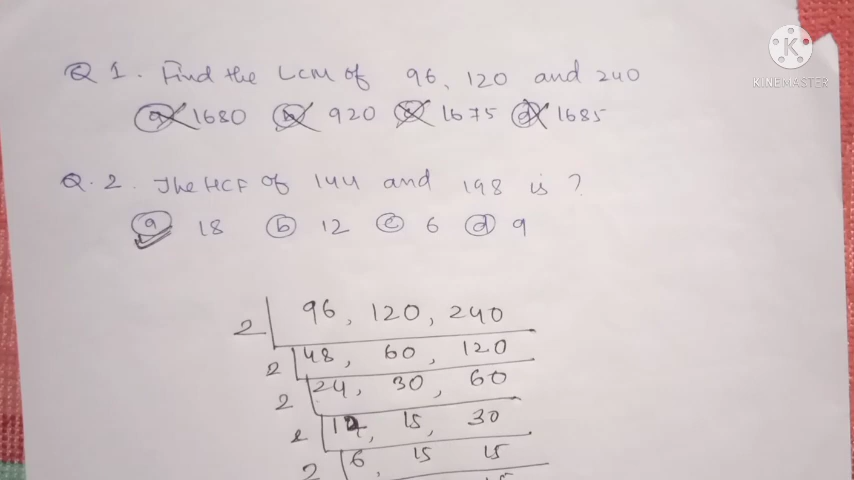 K
KINEMASTER
Q 1. Find the LCM of 96, 120 and 240
a 1680 b 920 c 1675 d 1685
Q. 2. The HCF of 144 and 198 is ?
a 18 b 12 c 6 d 9
2 96, 120, 240
2 48, 60, 120
2 24, 30, 60
2 12, 15, 30
2 6, 15 15